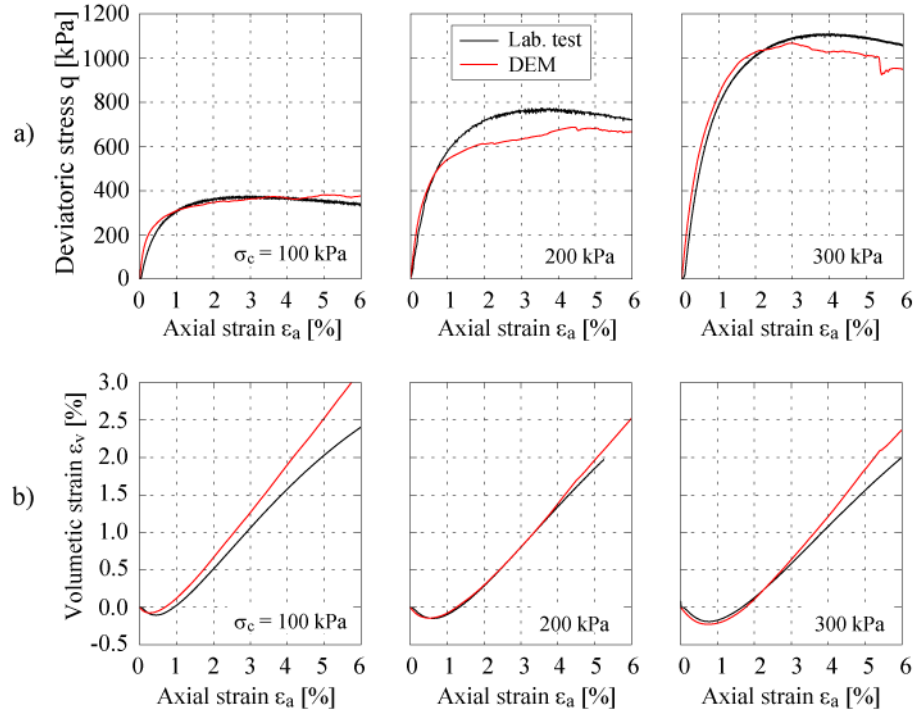 a)
Deviatoric stress q [kPa]
1200
1000
800
600
400
200
0
σc = 100 kPa
0 1 2 3 4 5 6
Axial strain εa [%]
Lab. test
DEM
200 kPa
0 1 2 3 4 5 6
Axial strain εa [%]
300 kPa
0 1 2 3 4 5 6
Axial strain εa [%]
b)
Volumetic strain εv [%]
3.0
2.5
2.0
1.5
1.0
0.5
0.0
-0.5
σc = 100 kPa
0 1 2 3 4 5 6
Axial strain εa [%]
200 kPa
0 1 2 3 4 5 6
Axial strain εa [%]
300 kPa
0 1 2 3 4 5 6
Axial strain εa [%]